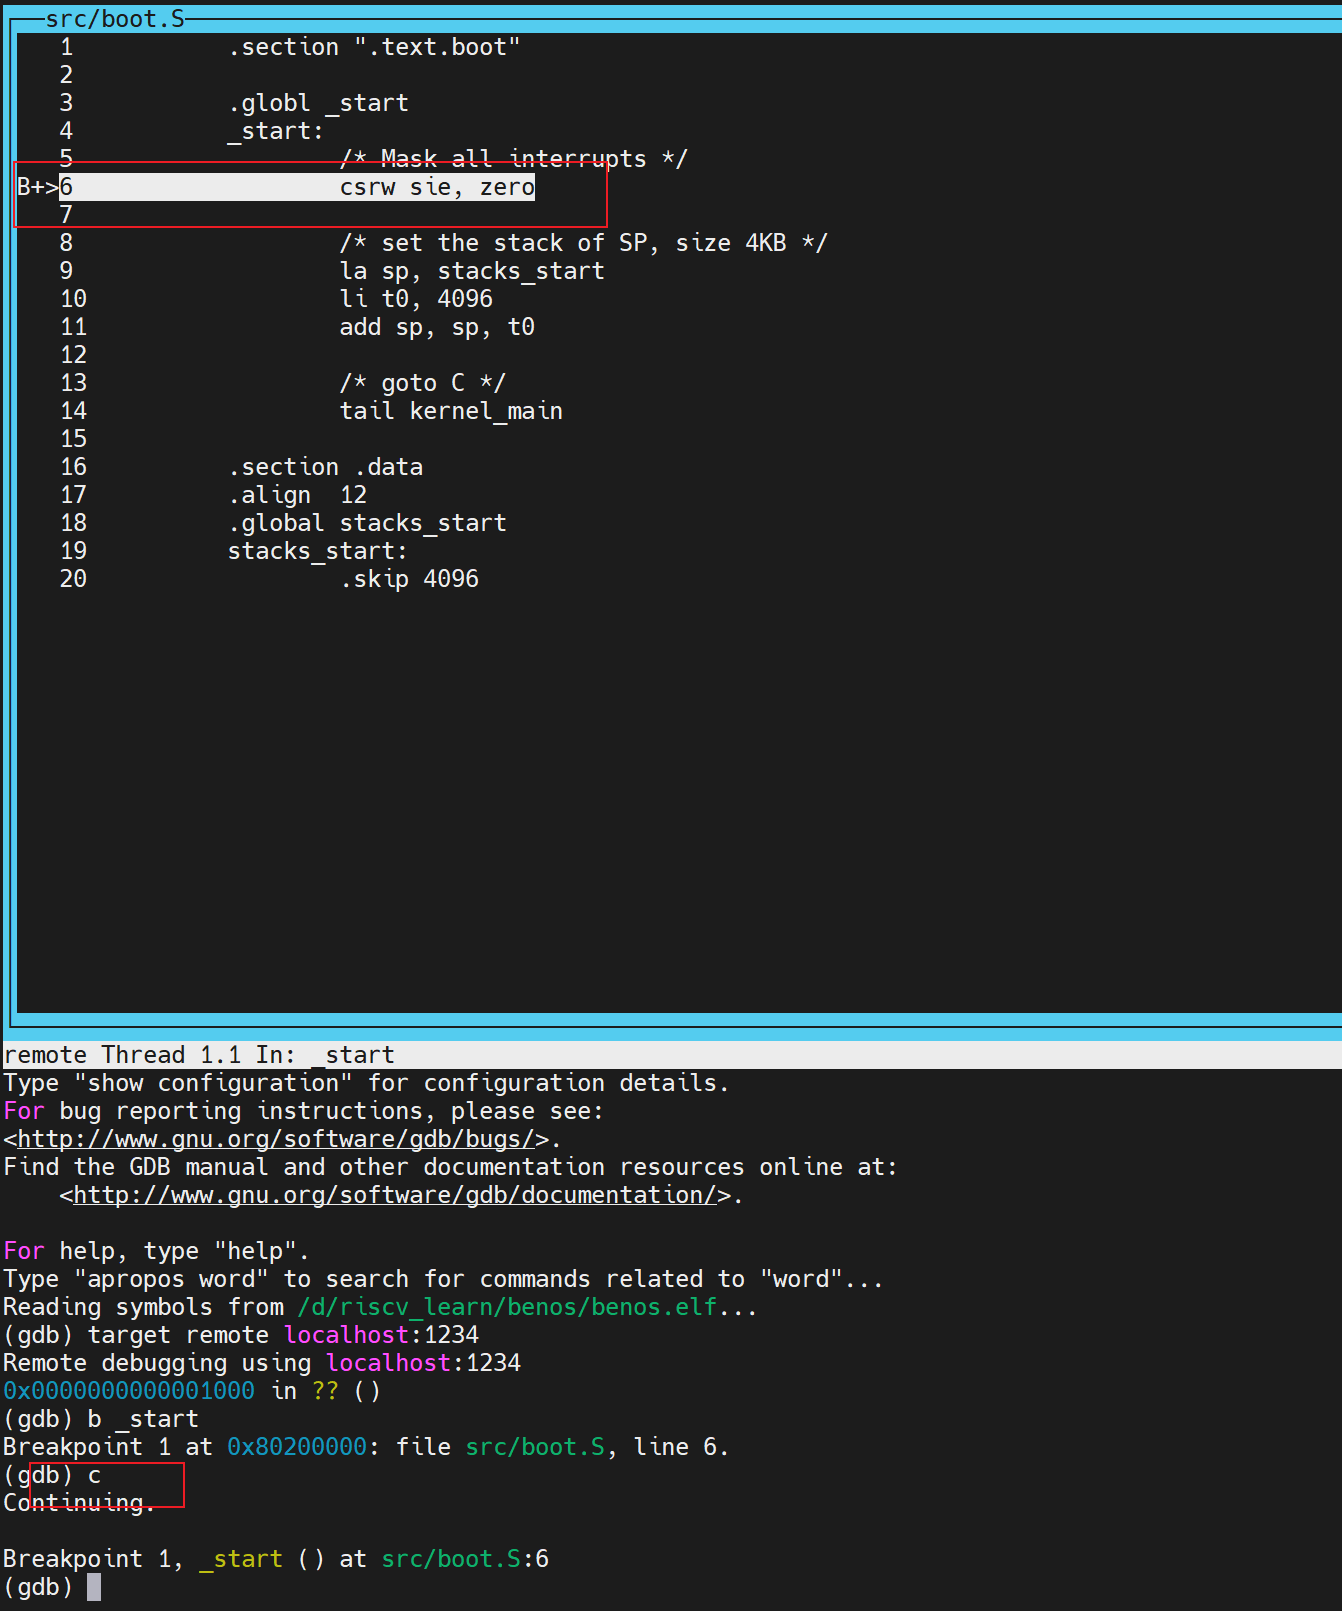 src/boot.S
1 .section ".text.boot"
2
3 .globl _start
4 _start:
5 /* Mask all interrupts */
B+>6 csrw sie, zero
7
8 /* set the stack of SP, size 4KB */
9 la sp, stacks_start
10 li t0, 4096
11 add sp, sp, t0
12
13 /* goto C */
14 tail kernel_main
15
16 .section .data
17 .align  12
18 .global stacks_start
19 stacks_start:
20 .skip 4096
remote Thread 1.1 In: _start
Type "show configuration" for configuration details.
For bug reporting instructions, please see:
<http://www.gnu.org/software/gdb/bugs/>.
Find the GDB manual and other documentation resources online at:
    <http://www.gnu.org/software/gdb/documentation/>.
For help, type "help".
Type "apropos word" to search for commands related to "word"...
Reading symbols from /d/riscv_learn/benos/benos.elf...
(gdb) target remote localhost:1234
Remote debugging using localhost:1234
0x0000000000001000 in ?? ()
(gdb) b _start
Breakpoint 1 at 0x80200000: file src/boot.S, line 6.
(gdb) c
Continuing.
Breakpoint 1, _start () at src/boot.S:6
(gdb)